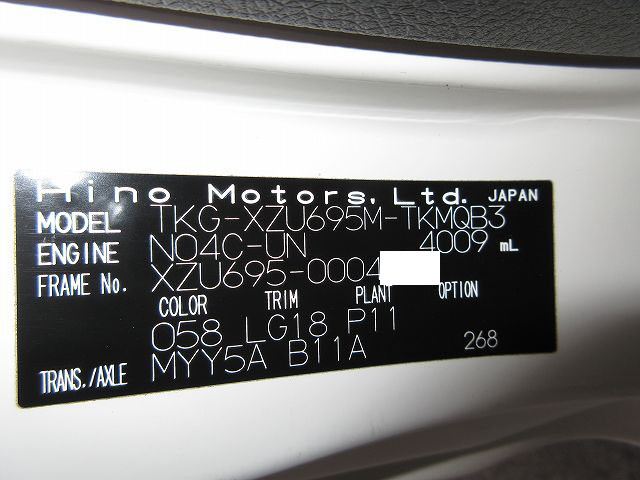 Hino Motors, Ltd. JAPAN
MODEL TKG-XZU695M-TKMQB3
ENGINE N04C-UN 4009 mL
FRAME No. XZU695-0004
COLOR TRIM PLANT OPTION
058 LG18 P11
TRANS./AXLE MYY5A B11A 268